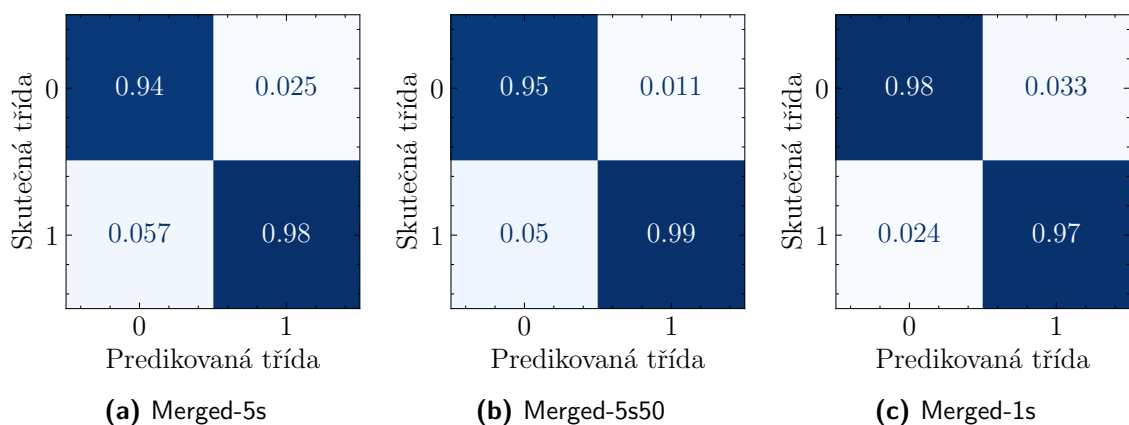 Skutečná třída
0
1
0.94 0.025
0.057 0.98
0 1
Predikovaná třída
(a) Merged-5s
Skutečná třída
0
1
0.95 0.011
0.05 0.99
0 1
Predikovaná třída
(b) Merged-5s50
Skutečná třída
0
1
0.98 0.033
0.024 0.97
0 1
Predikovaná třída
(c) Merged-1s